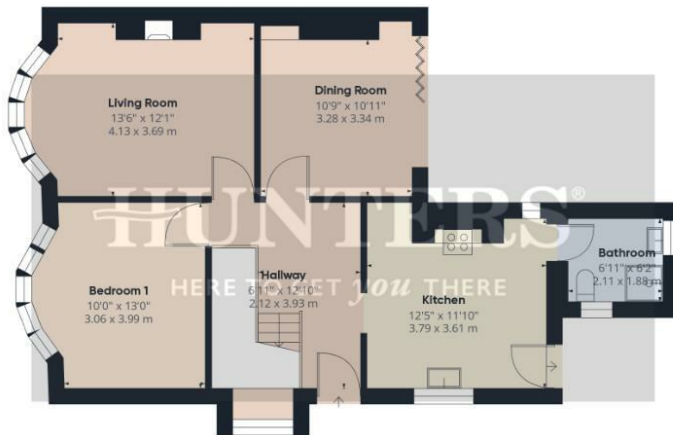 Living Room
13'6" x 12'1"
4.13 x 3.69 m
Dining Room
10'9" x 10'11"
3.28 x 3.34 m
HUNTERS®
HERE TO GET you THERE
Bedroom 1
10'0" x 13'0"
3.06 x 3.99 m
Hallway
6'11" x 12'10"
2.12 x 3.93 m
Kitchen
12'5" x 11'10"
3.79 x 3.61 m
Bathroom
6'11" x 6'2"
2.11 x 1.88 m